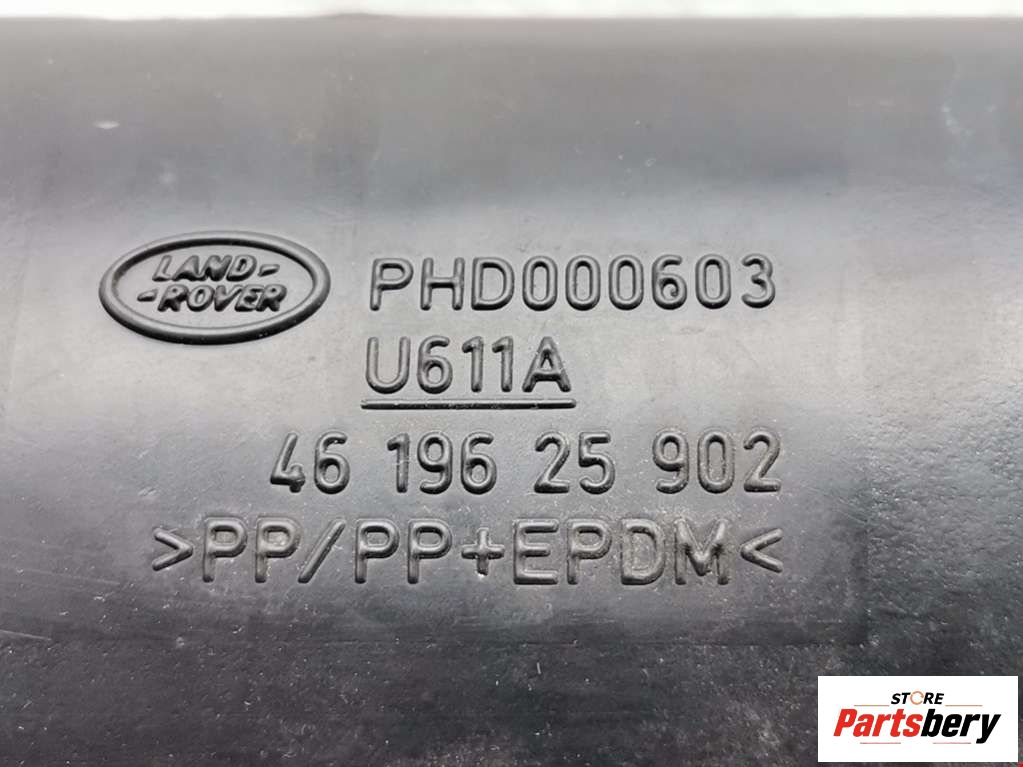 LAND-
-ROVER
PHD000603
U611A
46 196 25 902
>PP/PP+EPDM<
STORE
Partsbery